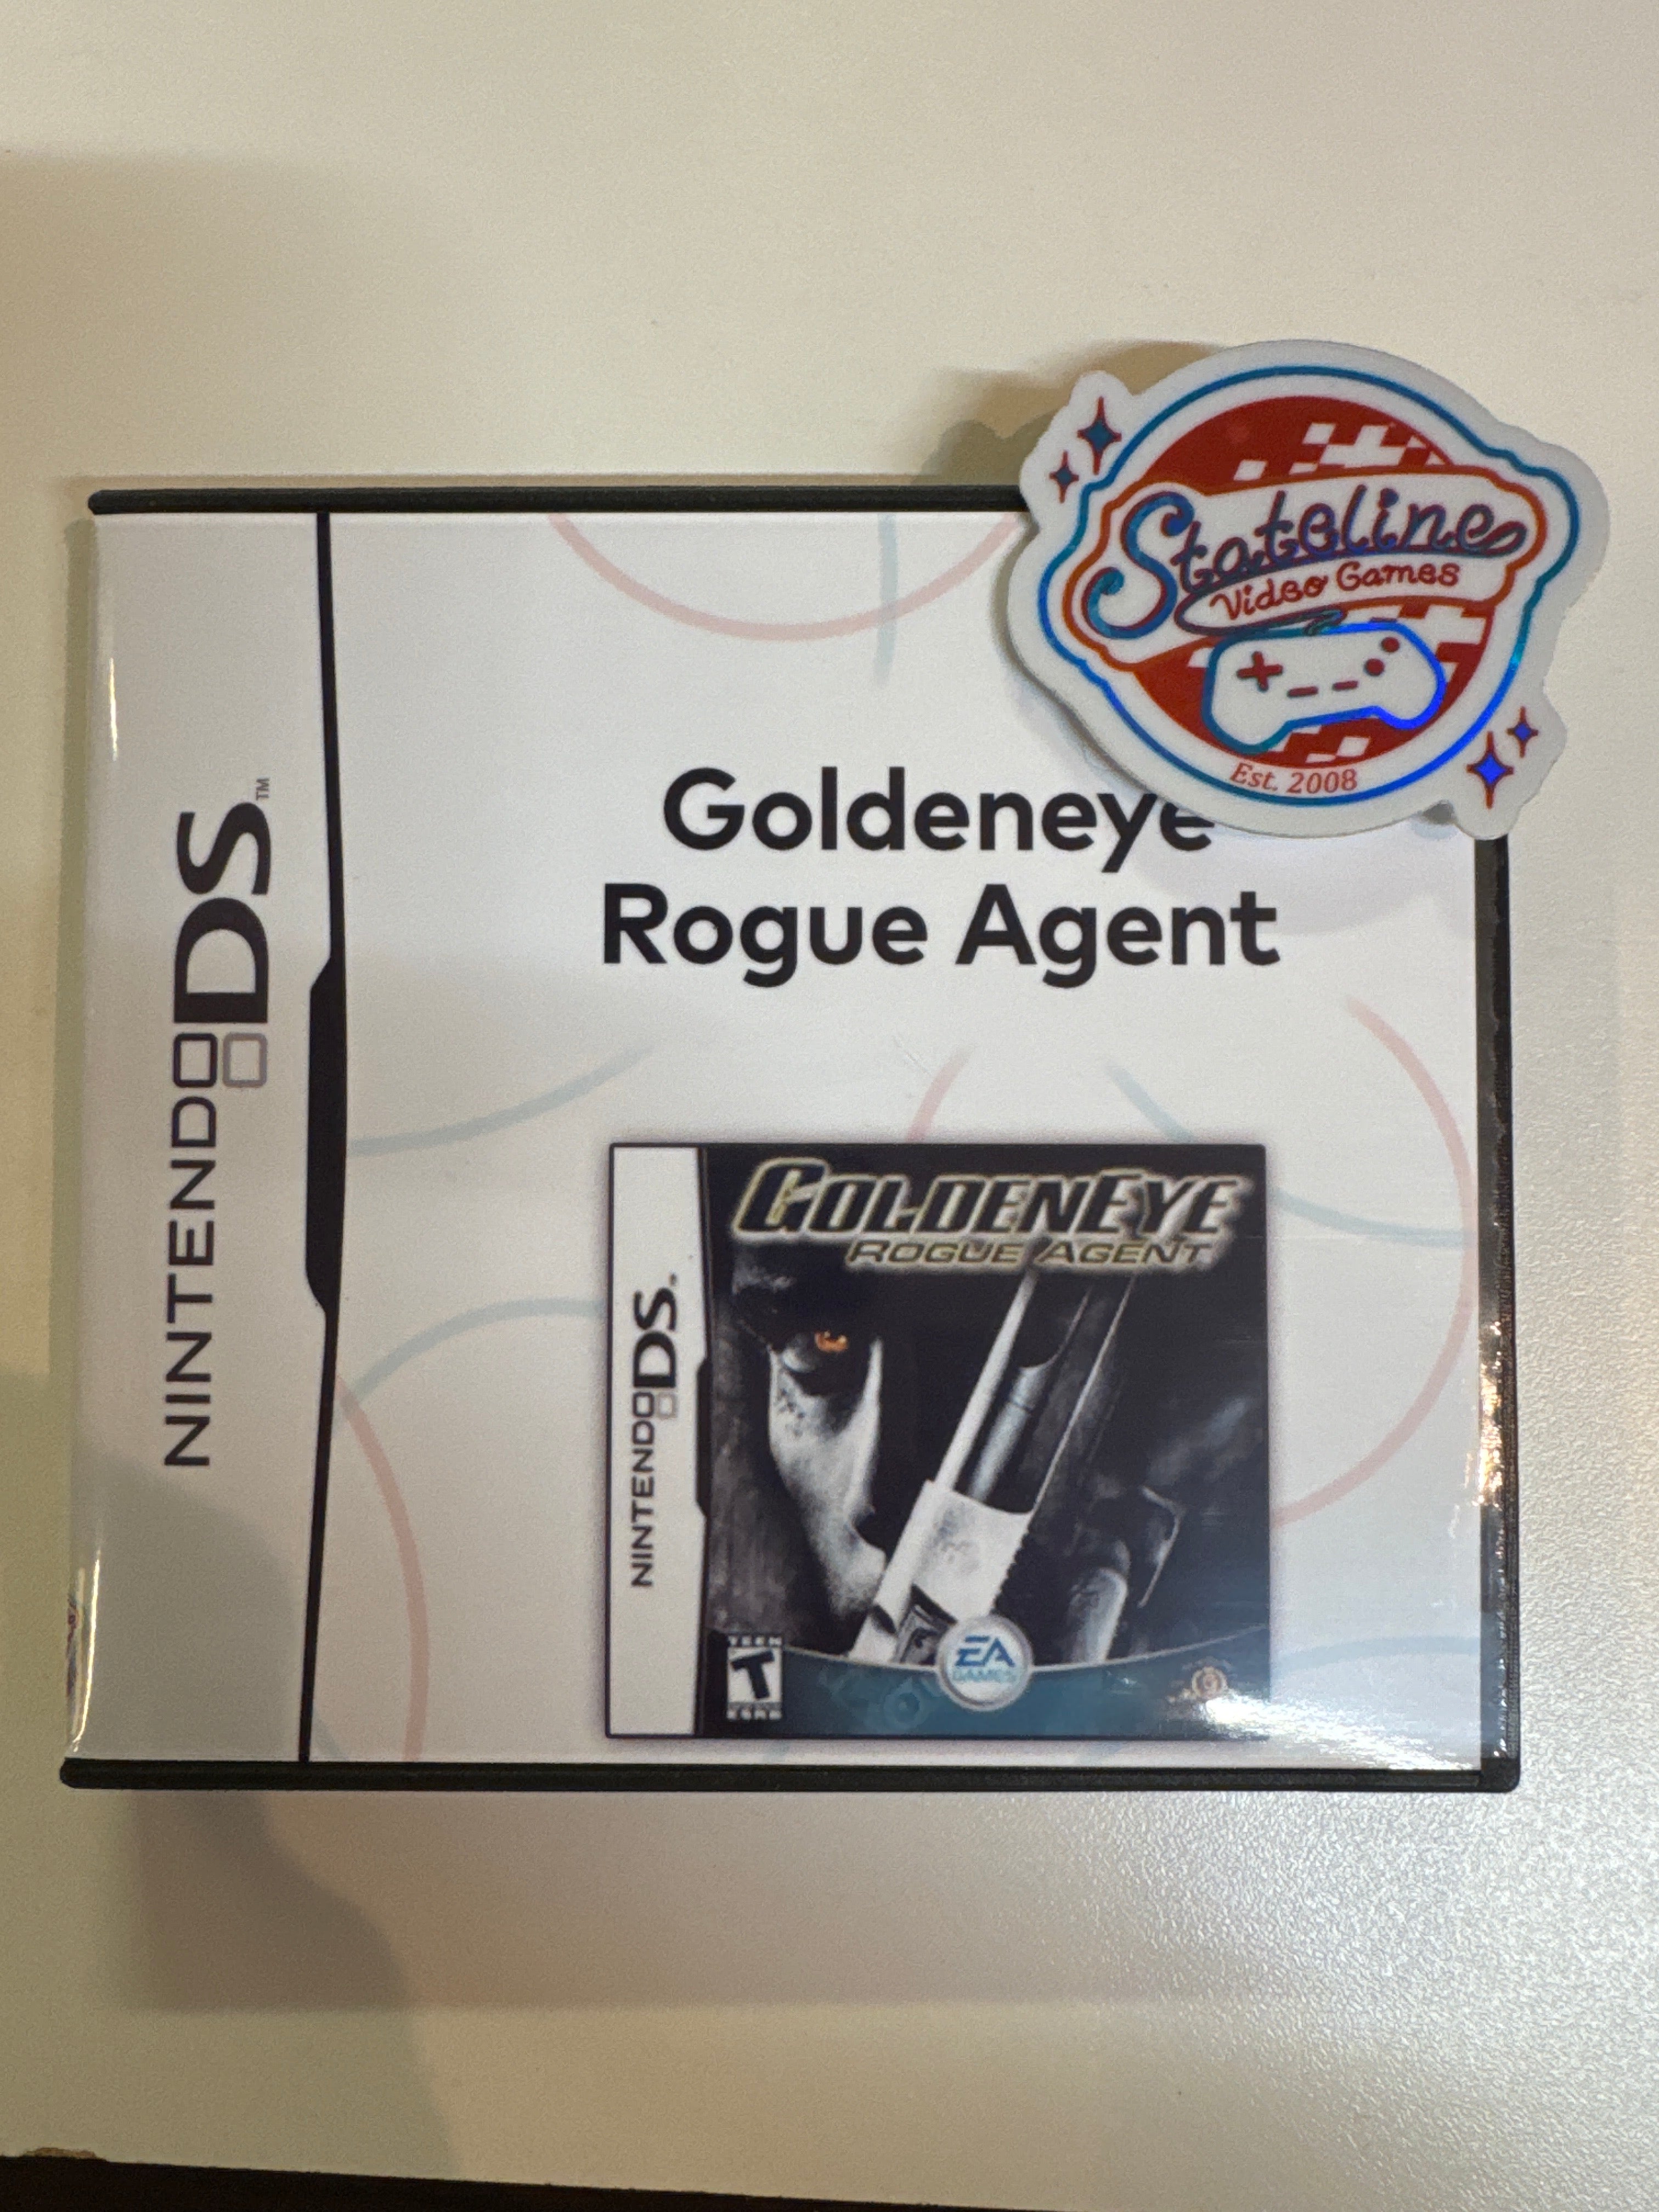 Stateline
Video Games
Est. 2008
NINTENDO DS™
Goldeneye
Rogue Agent
GOLDENEYE
ROGUE AGENT
NINTENDO DS
TEEN
T
ESRB
EA
GAMES